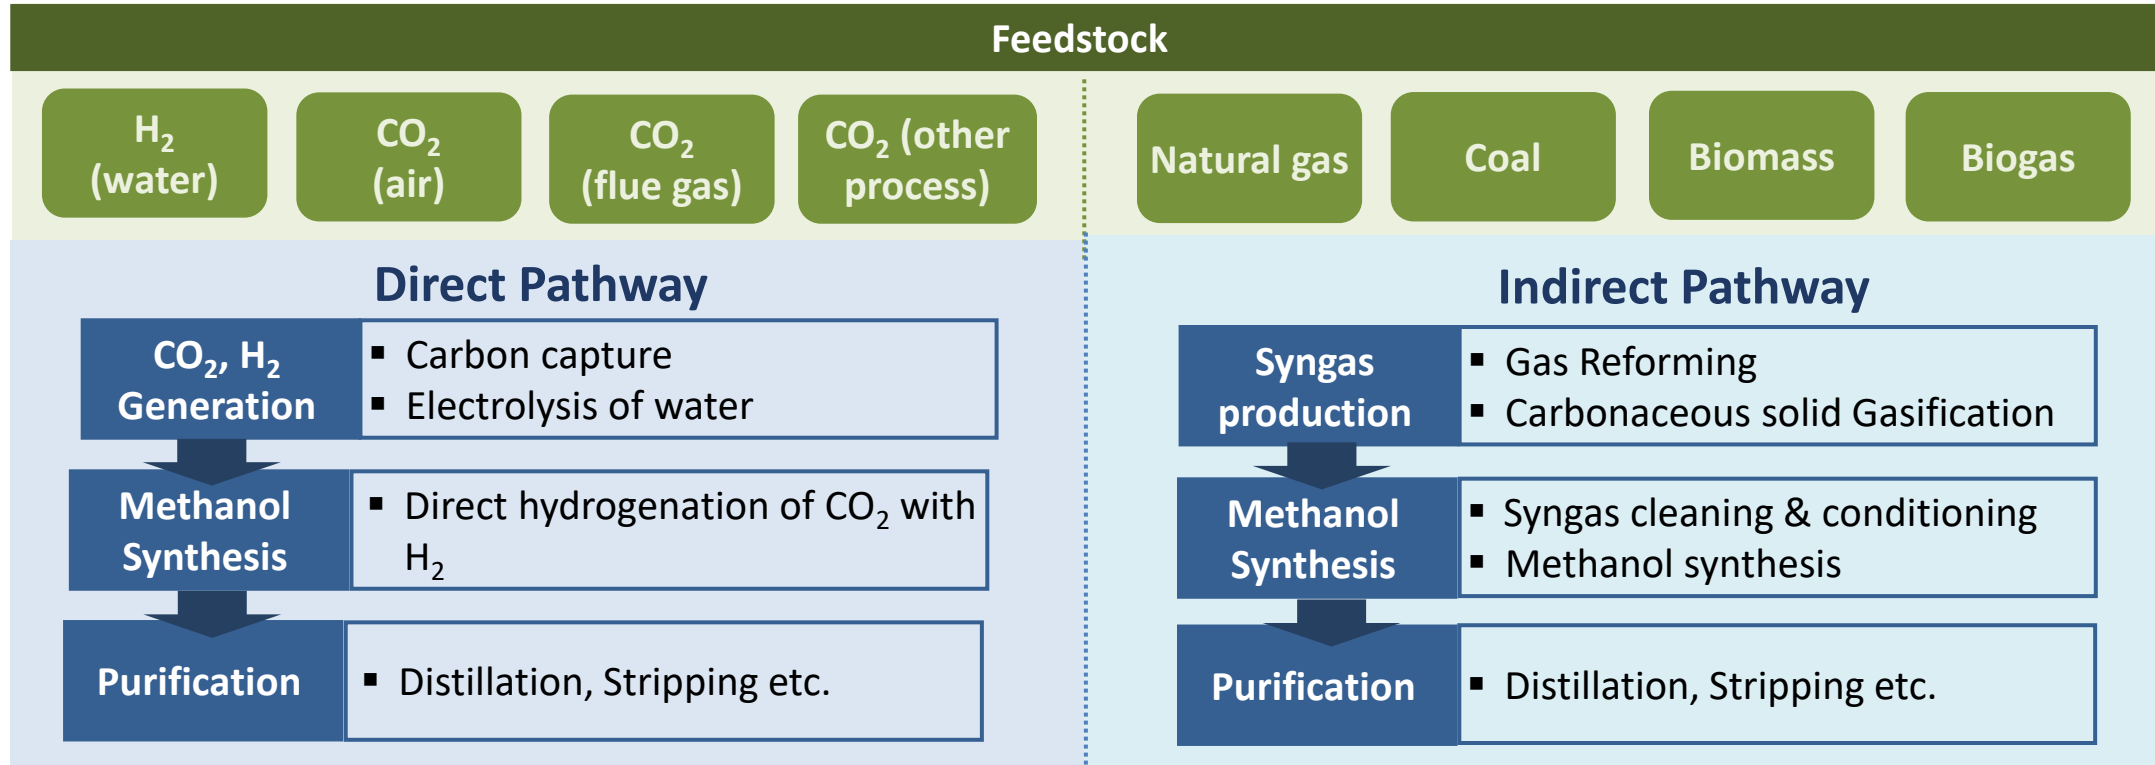 Feedstock
H₂
(water)
CO₂
(air)
CO₂
(flue gas)
CO₂ (other
process)
Natural gas
Coal
Biomass
Biogas
Direct Pathway
CO₂, H₂
Generation
▪ Carbon capture
▪ Electrolysis of water
Methanol
Synthesis
▪ Direct hydrogenation of CO₂ with
H₂
Purification
▪ Distillation, Stripping etc.
Indirect Pathway
Syngas
production
▪ Gas Reforming
▪ Carbonaceous solid Gasification
Methanol
Synthesis
▪ Syngas cleaning & conditioning
▪ Methanol synthesis
Purification
▪ Distillation, Stripping etc.